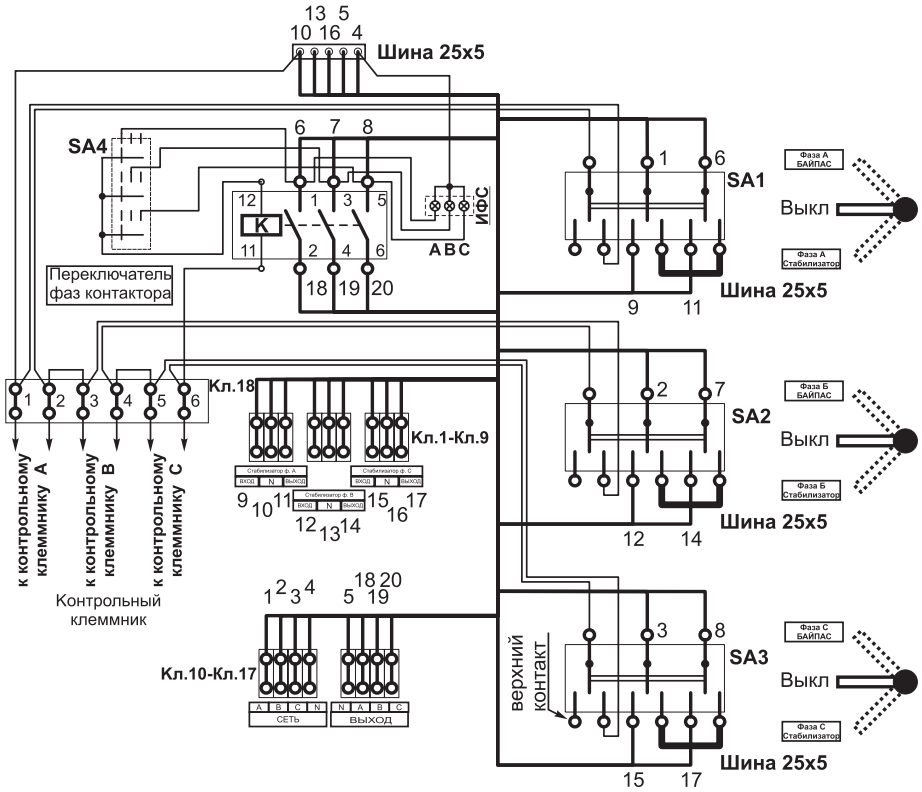 13 5
10 16 4
Шина 25х5
SA4
6 7 8
12 1 3 5
K
11 2 4 6
18 19 20
ИФС
А В С
Переключатель
фаз контактора
1 6
SA1
9 11
Шина 25х5
Фаза А
БАЙПАС
Выкл
Фаза А
Стабилизатор
1 2 3 4 5 6
Кл.18
к контрольному
клеммнику А
к контрольному
клеммнику В
к контрольному
клеммнику С
Контрольный
клеммник
Кл.1-Кл.9
Стабилизатор ф. А
ВХОД N ВЫХОД
Стабилизатор ф. В
ВХОД N ВЫХОД
Стабилизатор ф. С
ВХОД N ВЫХОД
9 10 11
12 13 14
15 16 17
2 7
SA2
12 14
Шина 25х5
Фаза Б
БАЙПАС
Выкл
Фаза Б
Стабилизатор
1 2 3 4
5 18 19 20
Кл.10-Кл.17
А В С N
СЕТЬ
N А В С
ВЫХОД
верхний
контакт
3 8
SA3
15 17
Шина 25х5
Фаза С
БАЙПАС
Выкл
Фаза С
Стабилизатор